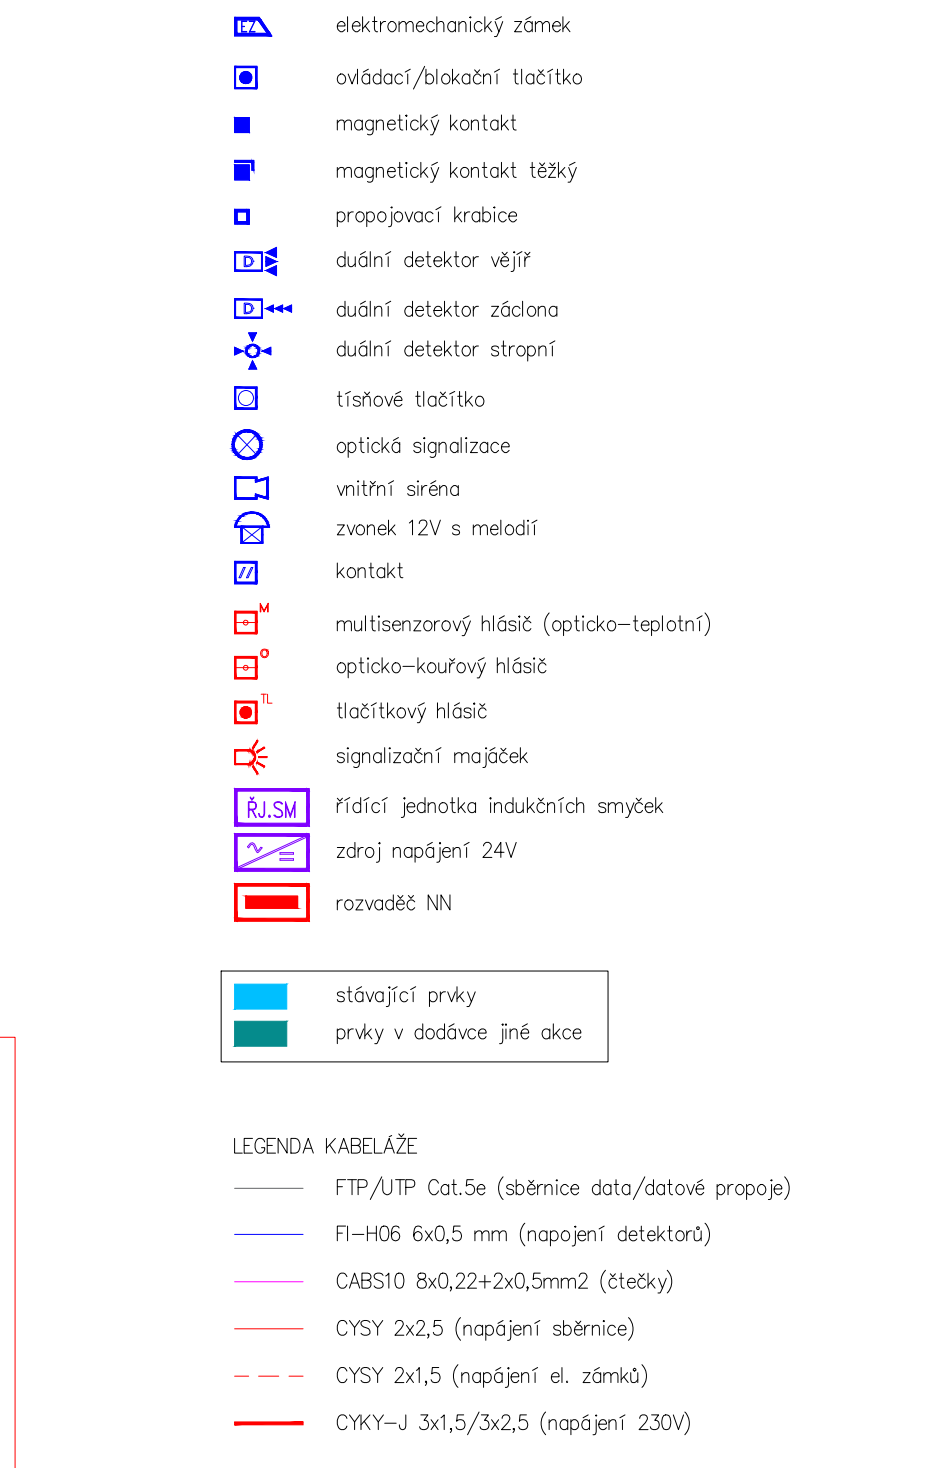 EZ elektromechanický zámek
ovládací/blokační tlačítko
magnetický kontakt
magnetický kontakt těžký
propojovací krabice
D duální detektor vějíř
D duální detektor záclona
duální detektor stropní
tísňové tlačítko
optická signalizace
vnitřní siréna
zvonek 12V s melodií
kontakt
M multisenzorový hlásič (opticko-teplotní)
O opticko-kouřový hlásič
TL tlačítkový hlásič
signalizační majáček
ŘJ.SM řídící jednotka indukčních smyček
zdroj napájení 24V
rozvaděč NN
stávající prvky
prvky v dodávce jiné akce
LEGENDA KABELÁŽE
FTP/UTP Cat.5e (sběrnice data/datové propoje)
FI-H06 6x0,5 mm (napojení detektorů)
CABS10 8x0,22+2x0,5mm2 (čtečky)
CYSY 2x2,5 (napájení sběrnice)
CYSY 2x1,5 (napájení el. zámků)
CYKY-J 3x1,5/3x2,5 (napájení 230V)